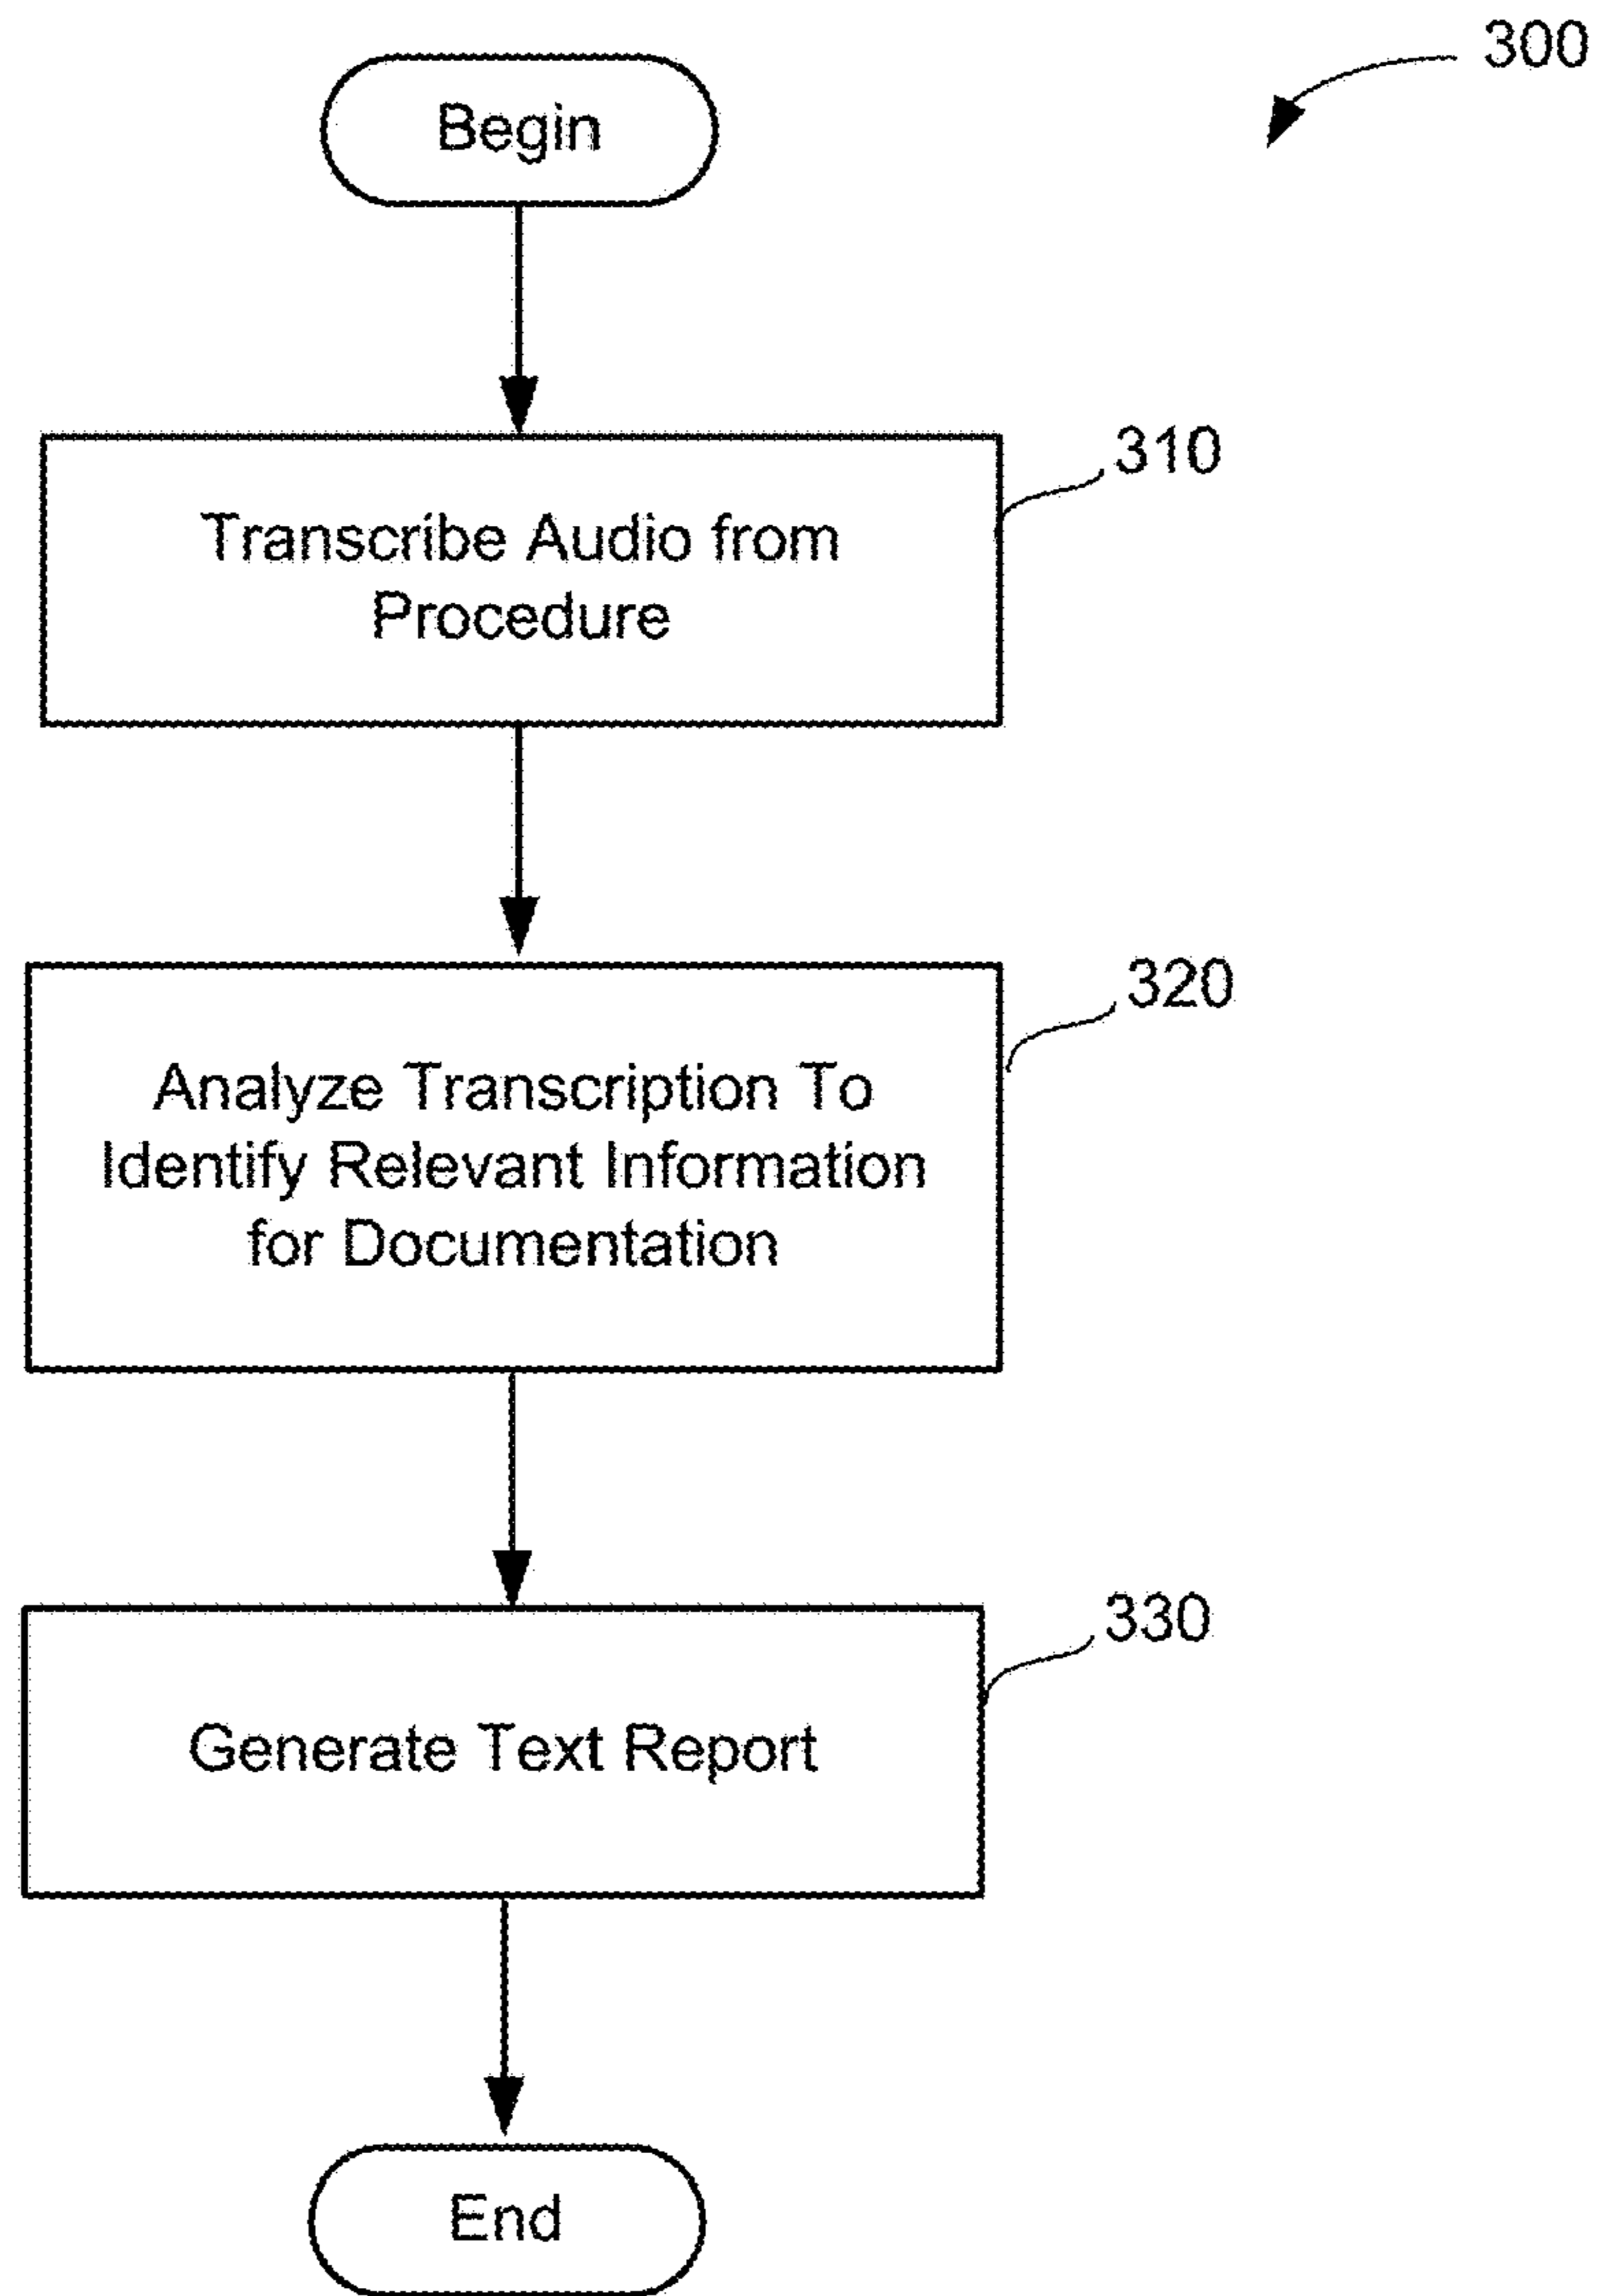 300
Begin
310
Transcribe Audio from
Procedure
320
Analyze Transcription To
Identify Relevant Information
for Documentation
330
Generate Text Report
End